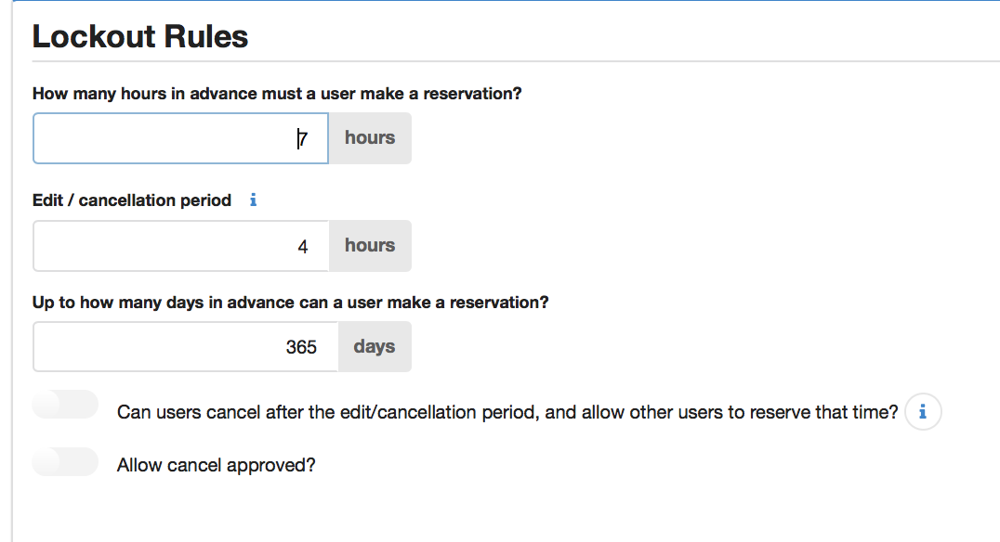 Lockout Rules
How many hours in advance must a user make a reservation?
7 hours
Edit / cancellation period i
4 hours
Up to how many days in advance can a user make a reservation?
365 days
Can users cancel after the edit/cancellation period, and allow other users to reserve that time? i
Allow cancel approved?